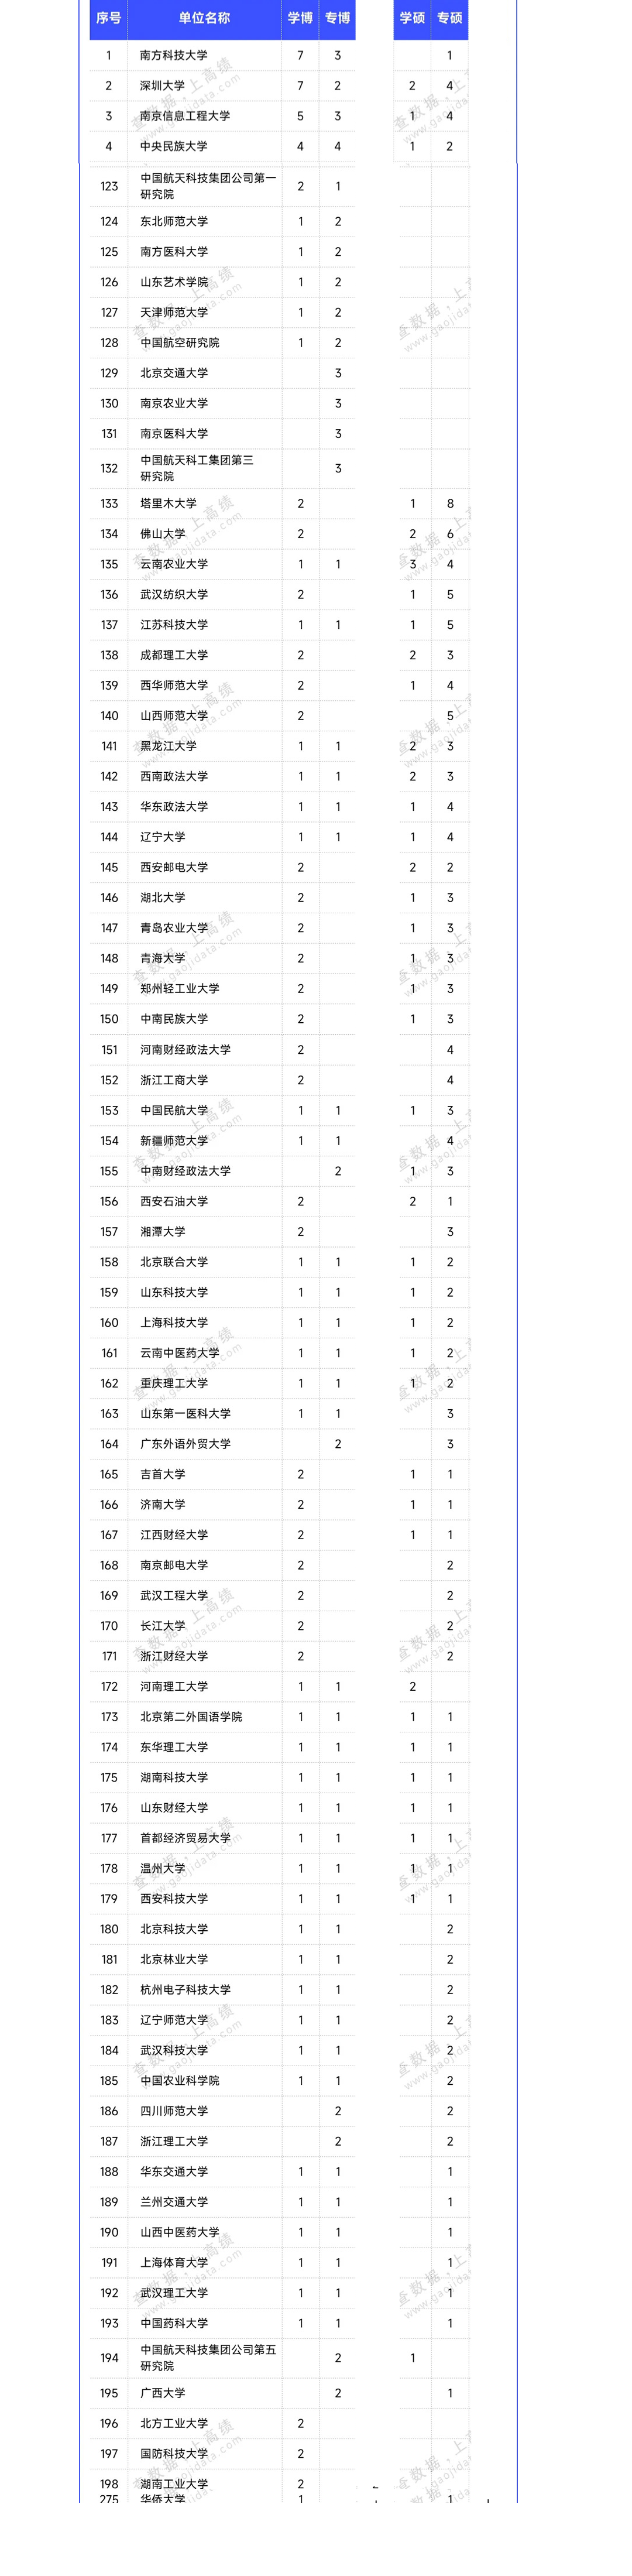 序号 单位名称 学博 专博 学硕 专硕
1 南方科技大学 7 3 1
2 深圳大学 7 2 2 4
3 南京信息工程大学 5 3 1 4
4 中央民族大学 4 4 1 2
中国航天科技集团公司第一
123 2 1
研究院
124 东北师范大学 1 2
125 南方医科大学 1 2
126 山东艺术学院 1 2
127 天津师范大学 1 2
128 中国航空研究院 1 2
129 北京交通大学 3
130 南京农业大学 3
131 南京医科大学 3
中国航天科工集团第三
132 3
研究院
133 塔里木大学 2 1 8
134 佛山大学 2 2 6
135 云南农业大学 1 1 3 4
136 武汉纺织大学 2 1 5
137 江苏科技大学 1 1 1 5
138 成都理工大学 2 2 3
139 西华师范大学 2 1 4
140 山西师范大学 2 5
141 黑龙江大学 1 1 2 3
142 西南政法大学 1 1 2 3
143 华东政法大学 1 1 1 4
144 辽宁大学 1 1 1 4
145 西安邮电大学 2 2 2
146 湖北大学 2 1 3
147 青岛农业大学 2 1 3
148 青海大学 2 1 3
149 郑州轻工业大学 2 1 3
150 中南民族大学 2 1 3
151 河南财经政法大学 2 4
152 浙江工商大学 2 4
153 中国民航大学 1 1 1 3
154 新疆师范大学 1 1 4
155 中南财经政法大学 2 1 3
156 西安石油大学 2 2 1
157 湘潭大学 2 3
158 北京联合大学 1 1 1 2
159 山东科技大学 1 1 1 2
160 上海科技大学 1 1 1 2
161 云南中医药大学 1 1 1 2
162 重庆理工大学 1 1 1 2
163 山东第一医科大学 1 1 3
164 广东外语外贸大学 2 3
165 吉首大学 2 1 1
166 济南大学 2 1 1
167 江西财经大学 2 1 1
168 南京邮电大学 2 2
169 武汉工程大学 2 2
170 长江大学 2 2
171 浙江财经大学 2 2
172 河南理工大学 1 1 2
173 北京第二外国语学院 1 1 1 1
174 东华理工大学 1 1 1 1
175 湖南科技大学 1 1 1 1
176 山东财经大学 1 1 1 1
177 首都经济贸易大学 1 1 1 1
178 温州大学 1 1 1 1
179 西安科技大学 1 1 1 1
180 北京科技大学 1 1 2
181 北京林业大学 1 1 2
182 杭州电子科技大学 1 1 2
183 辽宁师范大学 1 1 2
184 武汉科技大学 1 1 2
185 中国农业科学院 1 1 2
186 四川师范大学 2 2
187 浙江理工大学 2 2
188 华东交通大学 1 1 1
189 兰州交通大学 1 1 1
190 山西中医药大学 1 1 1
191 上海体育大学 1 1 1
192 武汉理工大学 1 1 1
193 中国药科大学 1 1 1
中国航天科技集团公司第五
194 2 1
研究院
195 广西大学 2 1
196 北方工业大学 2
197 国防科技大学 2
198 湖南工业大学 2
275 华侨大学 1 1
查数据，上高绩
www.gaojidata.com